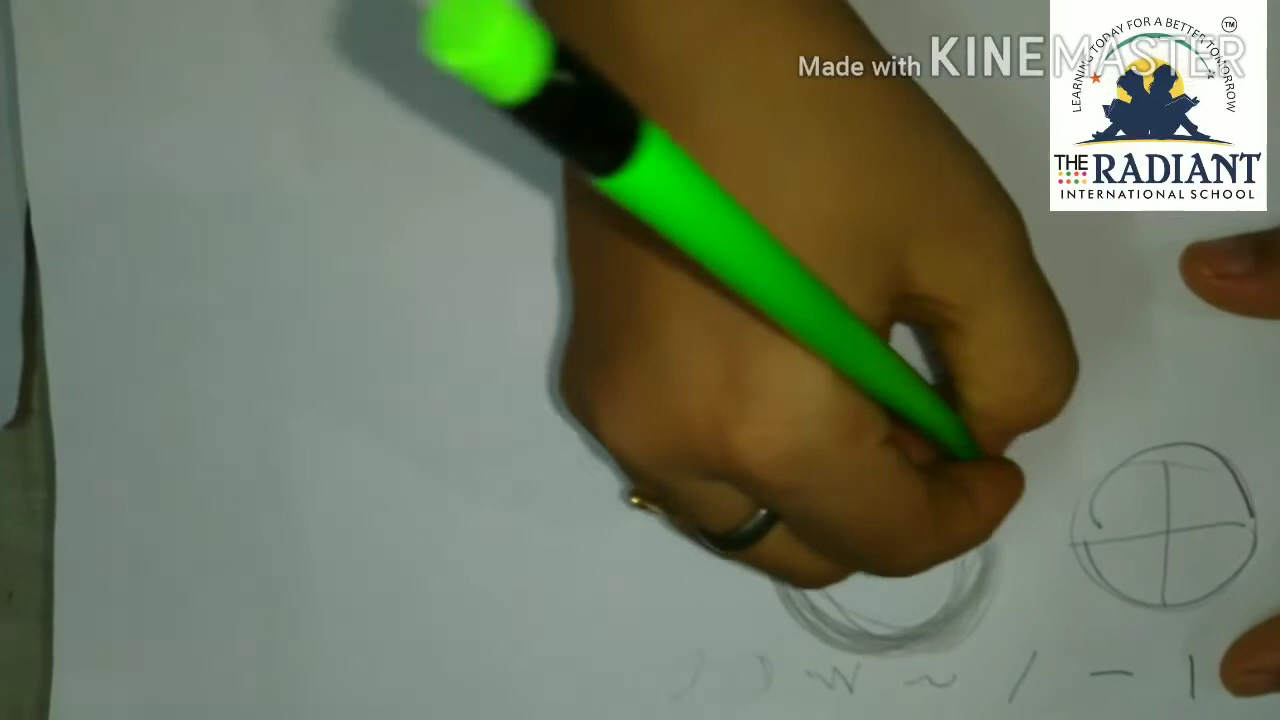 Made with KINEMASTER
LEARNING TODAY FOR A BETTER TOMORROW
TM
THE RADIANT
INTERNATIONAL SCHOOL